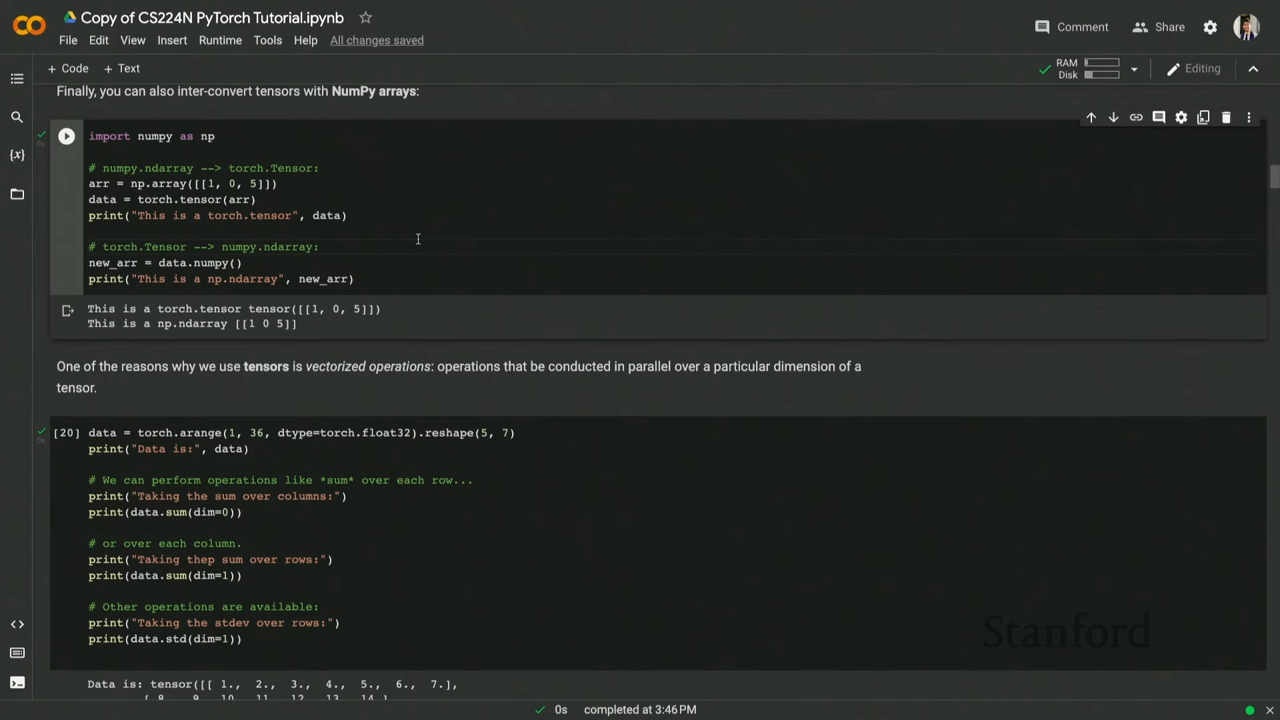 Copy of CS224N PyTorch Tutorial.ipynb
File Edit View Insert Runtime Tools Help All changes saved
Comment Share
+ Code + Text
RAM
Disk
Editing
Finally, you can also inter-convert tensors with NumPy arrays:
import numpy as np
# numpy.ndarray --> torch.Tensor:
arr = np.array([[1, 0, 5]])
data = torch.tensor(arr)
print("This is a torch.tensor", data)
# torch.Tensor --> numpy.ndarray:
new_arr = data.numpy()
print("This is a np.ndarray", new_arr)
This is a torch.tensor tensor([[1, 0, 5]])
This is a np.ndarray [[1 0 5]]
One of the reasons why we use tensors is vectorized operations: operations that be conducted in parallel over a particular dimension of a
tensor.
[20] data = torch.arange(1, 36, dtype=torch.float32).reshape(5, 7)
print("Data is:", data)
# We can perform operations like *sum* over each row...
print("Taking the sum over columns:")
print(data.sum(dim=0))
# or over each column.
print("Taking thep sum over rows:")
print(data.sum(dim=1))
# Other operations are available:
print("Taking the stdev over rows:")
print(data.std(dim=1))
Stanford
Data is: tensor([[ 1., 2., 3., 4., 5., 6., 7.],
[ 8., 9., 10., 11., 12., 13., 14.],
0s completed at 3:46 PM